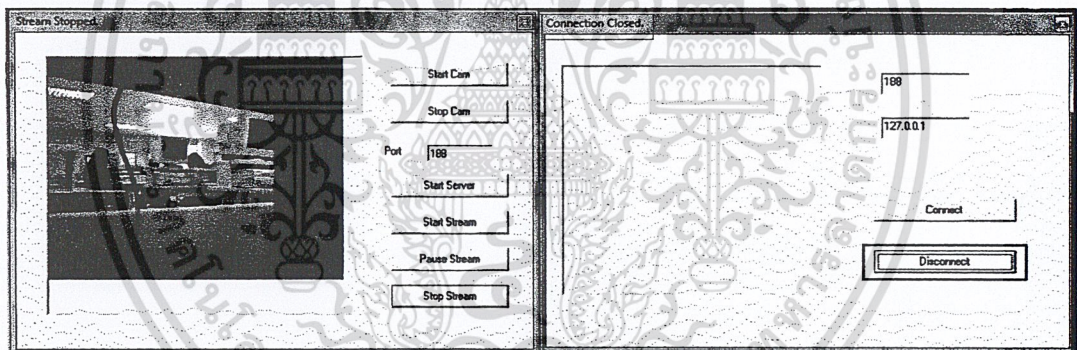 Stream Stopped.
Start Cam
Stop Cam
Port 188
Start Server
Start Stream
Pause Stream
Stop Stream
Connection Closed.
188
127.0.0.1
Connect
Disconnect